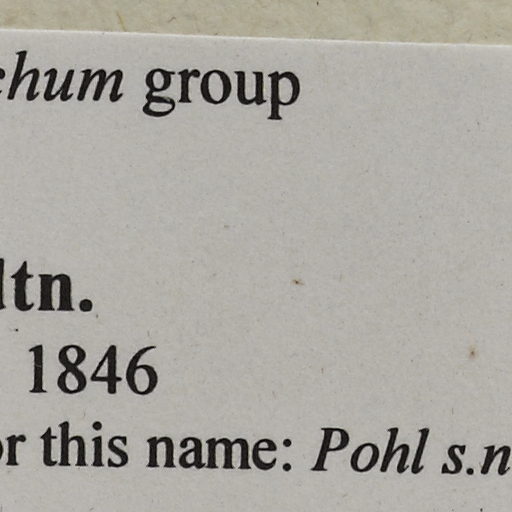 chum group
ltn.
1846
or this name: Pohl s.n